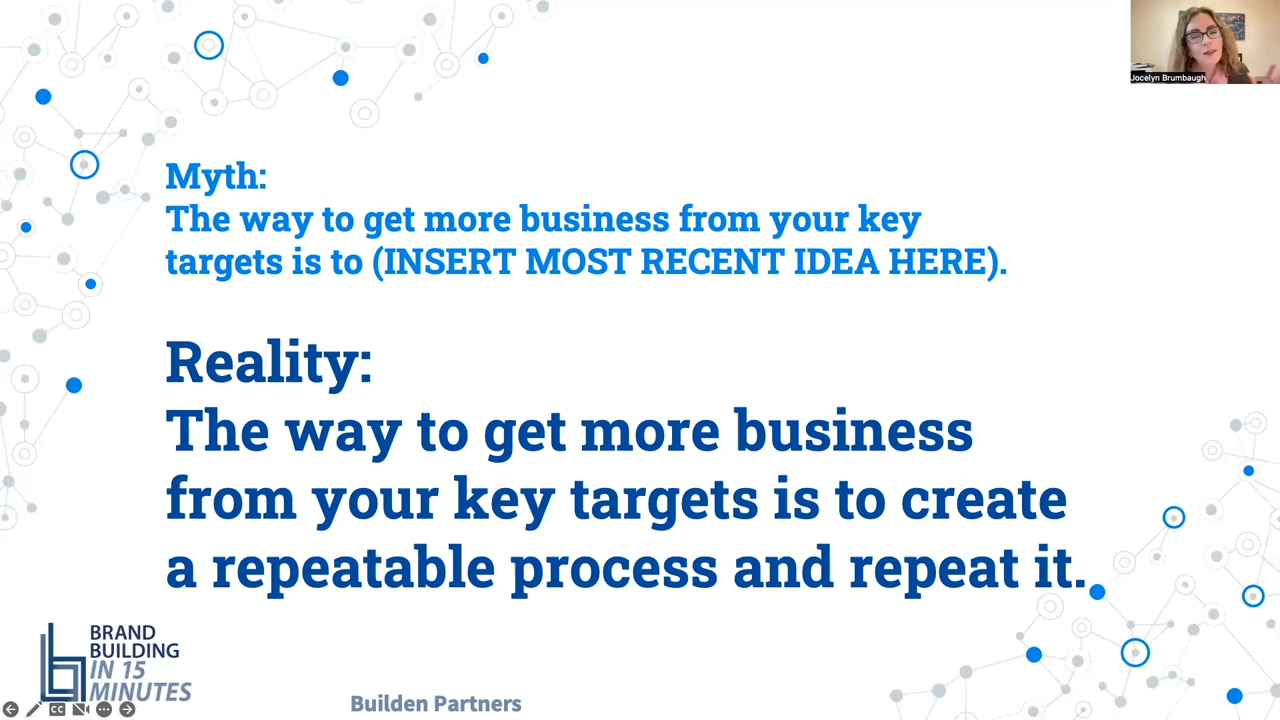 Jocelyn Brumbaugh
Myth:
The way to get more business from your key
targets is to (INSERT MOST RECENT IDEA HERE).
Reality:
The way to get more business
from your key targets is to create
a repeatable process and repeat it.
BRAND
BUILDING
IN 15
MINUTES
CC
Builden Partners